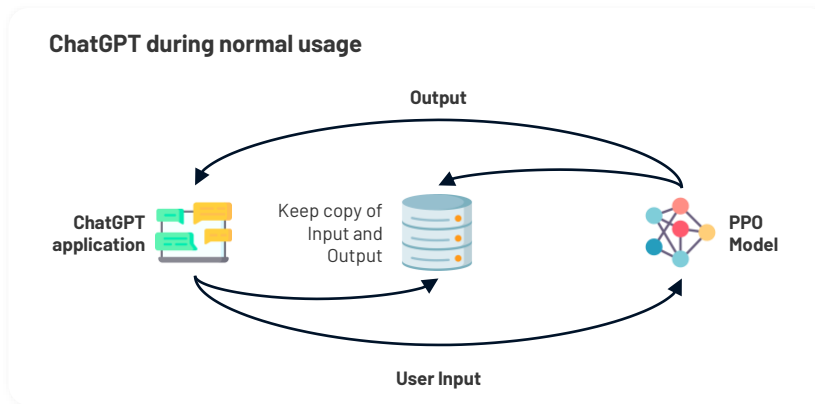 ChatGPT during normal usage
Output
ChatGPT
application
Keep copy of
Input and
Output
PPO
Model
User Input